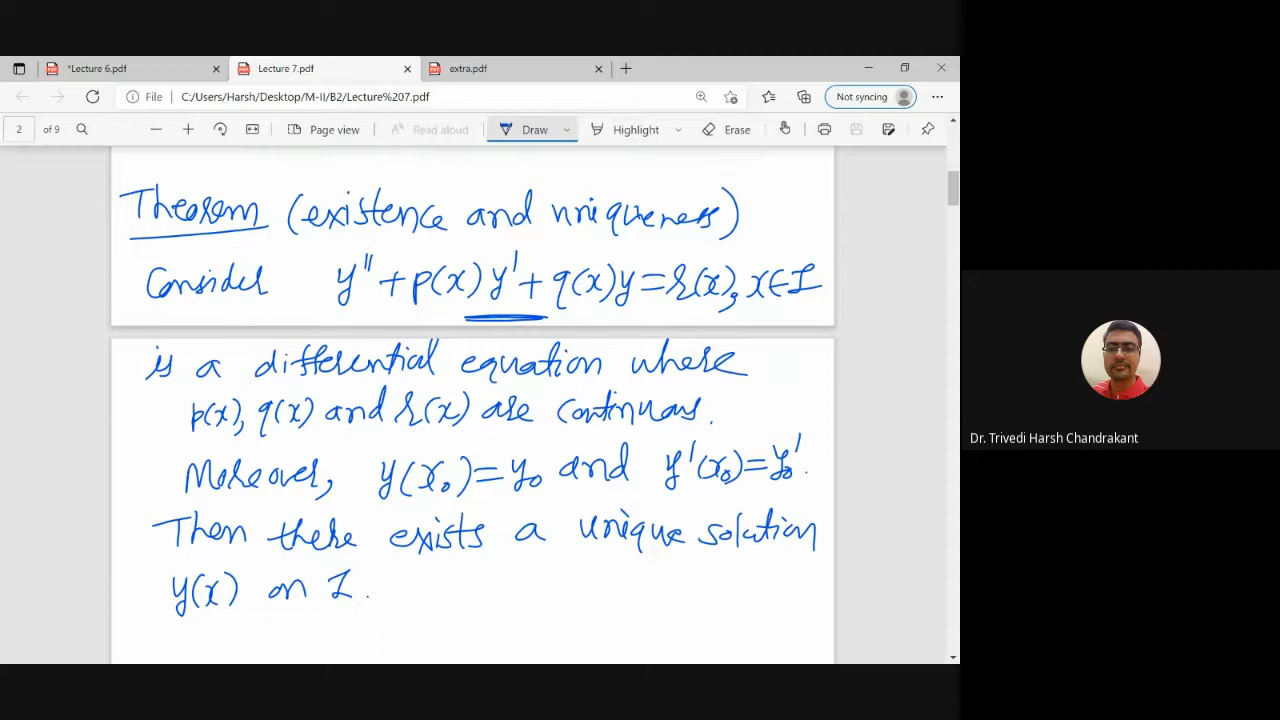 *Lecture 6.pdf
Lecture 7.pdf
extra.pdf
File C:/Users/Harsh/Desktop/M-II/B2/Lecture%207.pdf
Not syncing
2 of 9
Page view
Read aloud
Draw
Highlight
Erase
Theorem (existence and uniqueness)
Consider y'' + p(x) y' + q(x)y = r(x), x ∈ I
is a differential equation where
p(x), q(x) and r(x) are continuous.
Moreover, y(x₀) = y₀ and y'(x₀) = y₀'.
Then there exists a unique solution
y(x) on I.
Dr. Trivedi Harsh Chandrakant